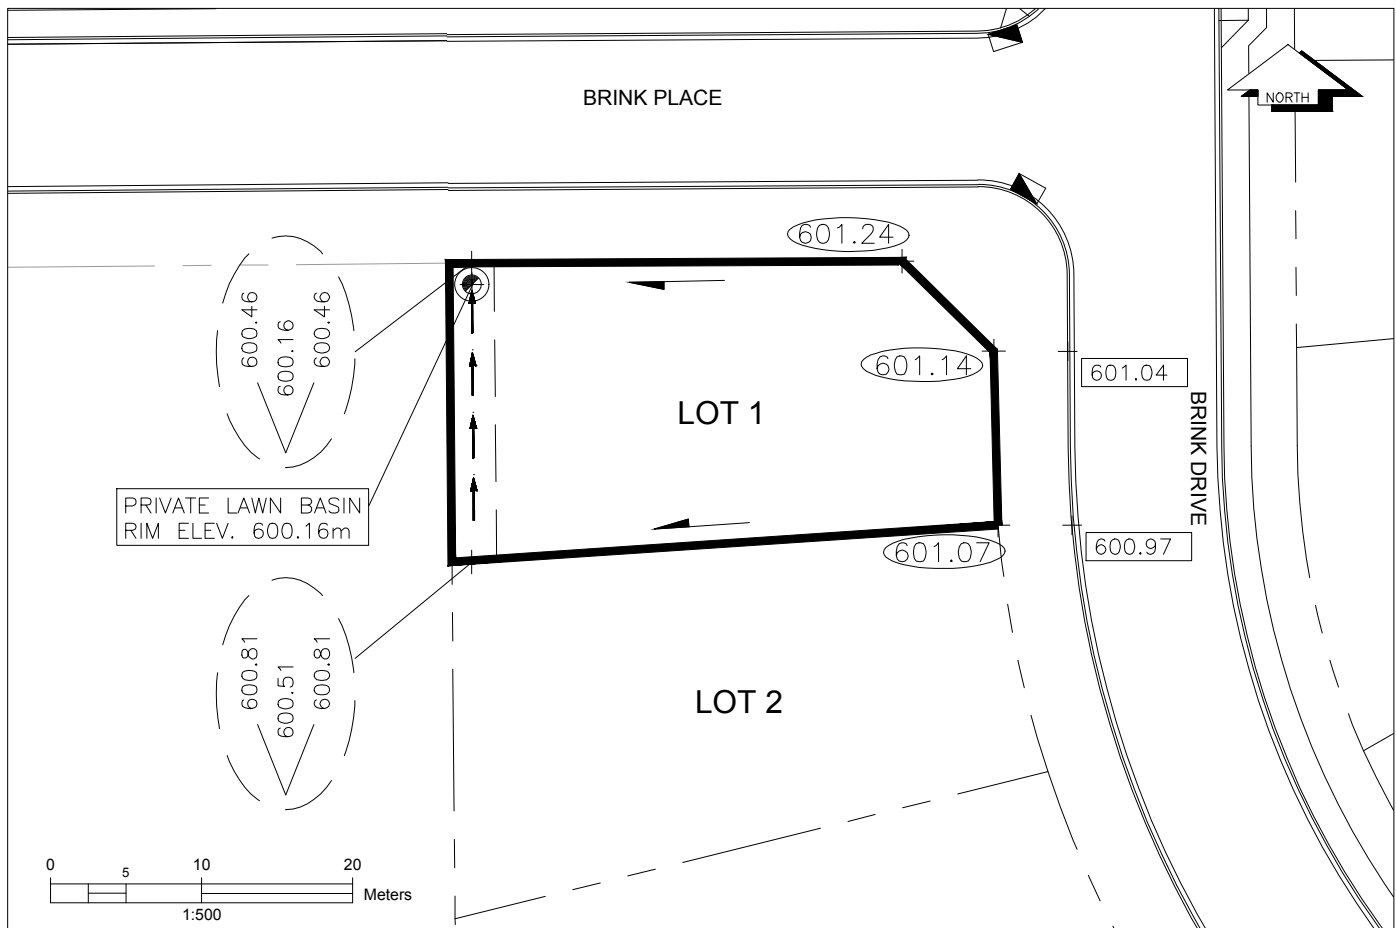 BRINK PLACE
NORTH
601.24
600.46
600.16
600.46
601.14
601.04
LOT 1
BRINK DRIVE
PRIVATE LAWN BASIN
RIM ELEV. 600.16m
601.07
600.97
600.81
600.51
600.81
LOT 2
0
5
10
20
Meters
1:500